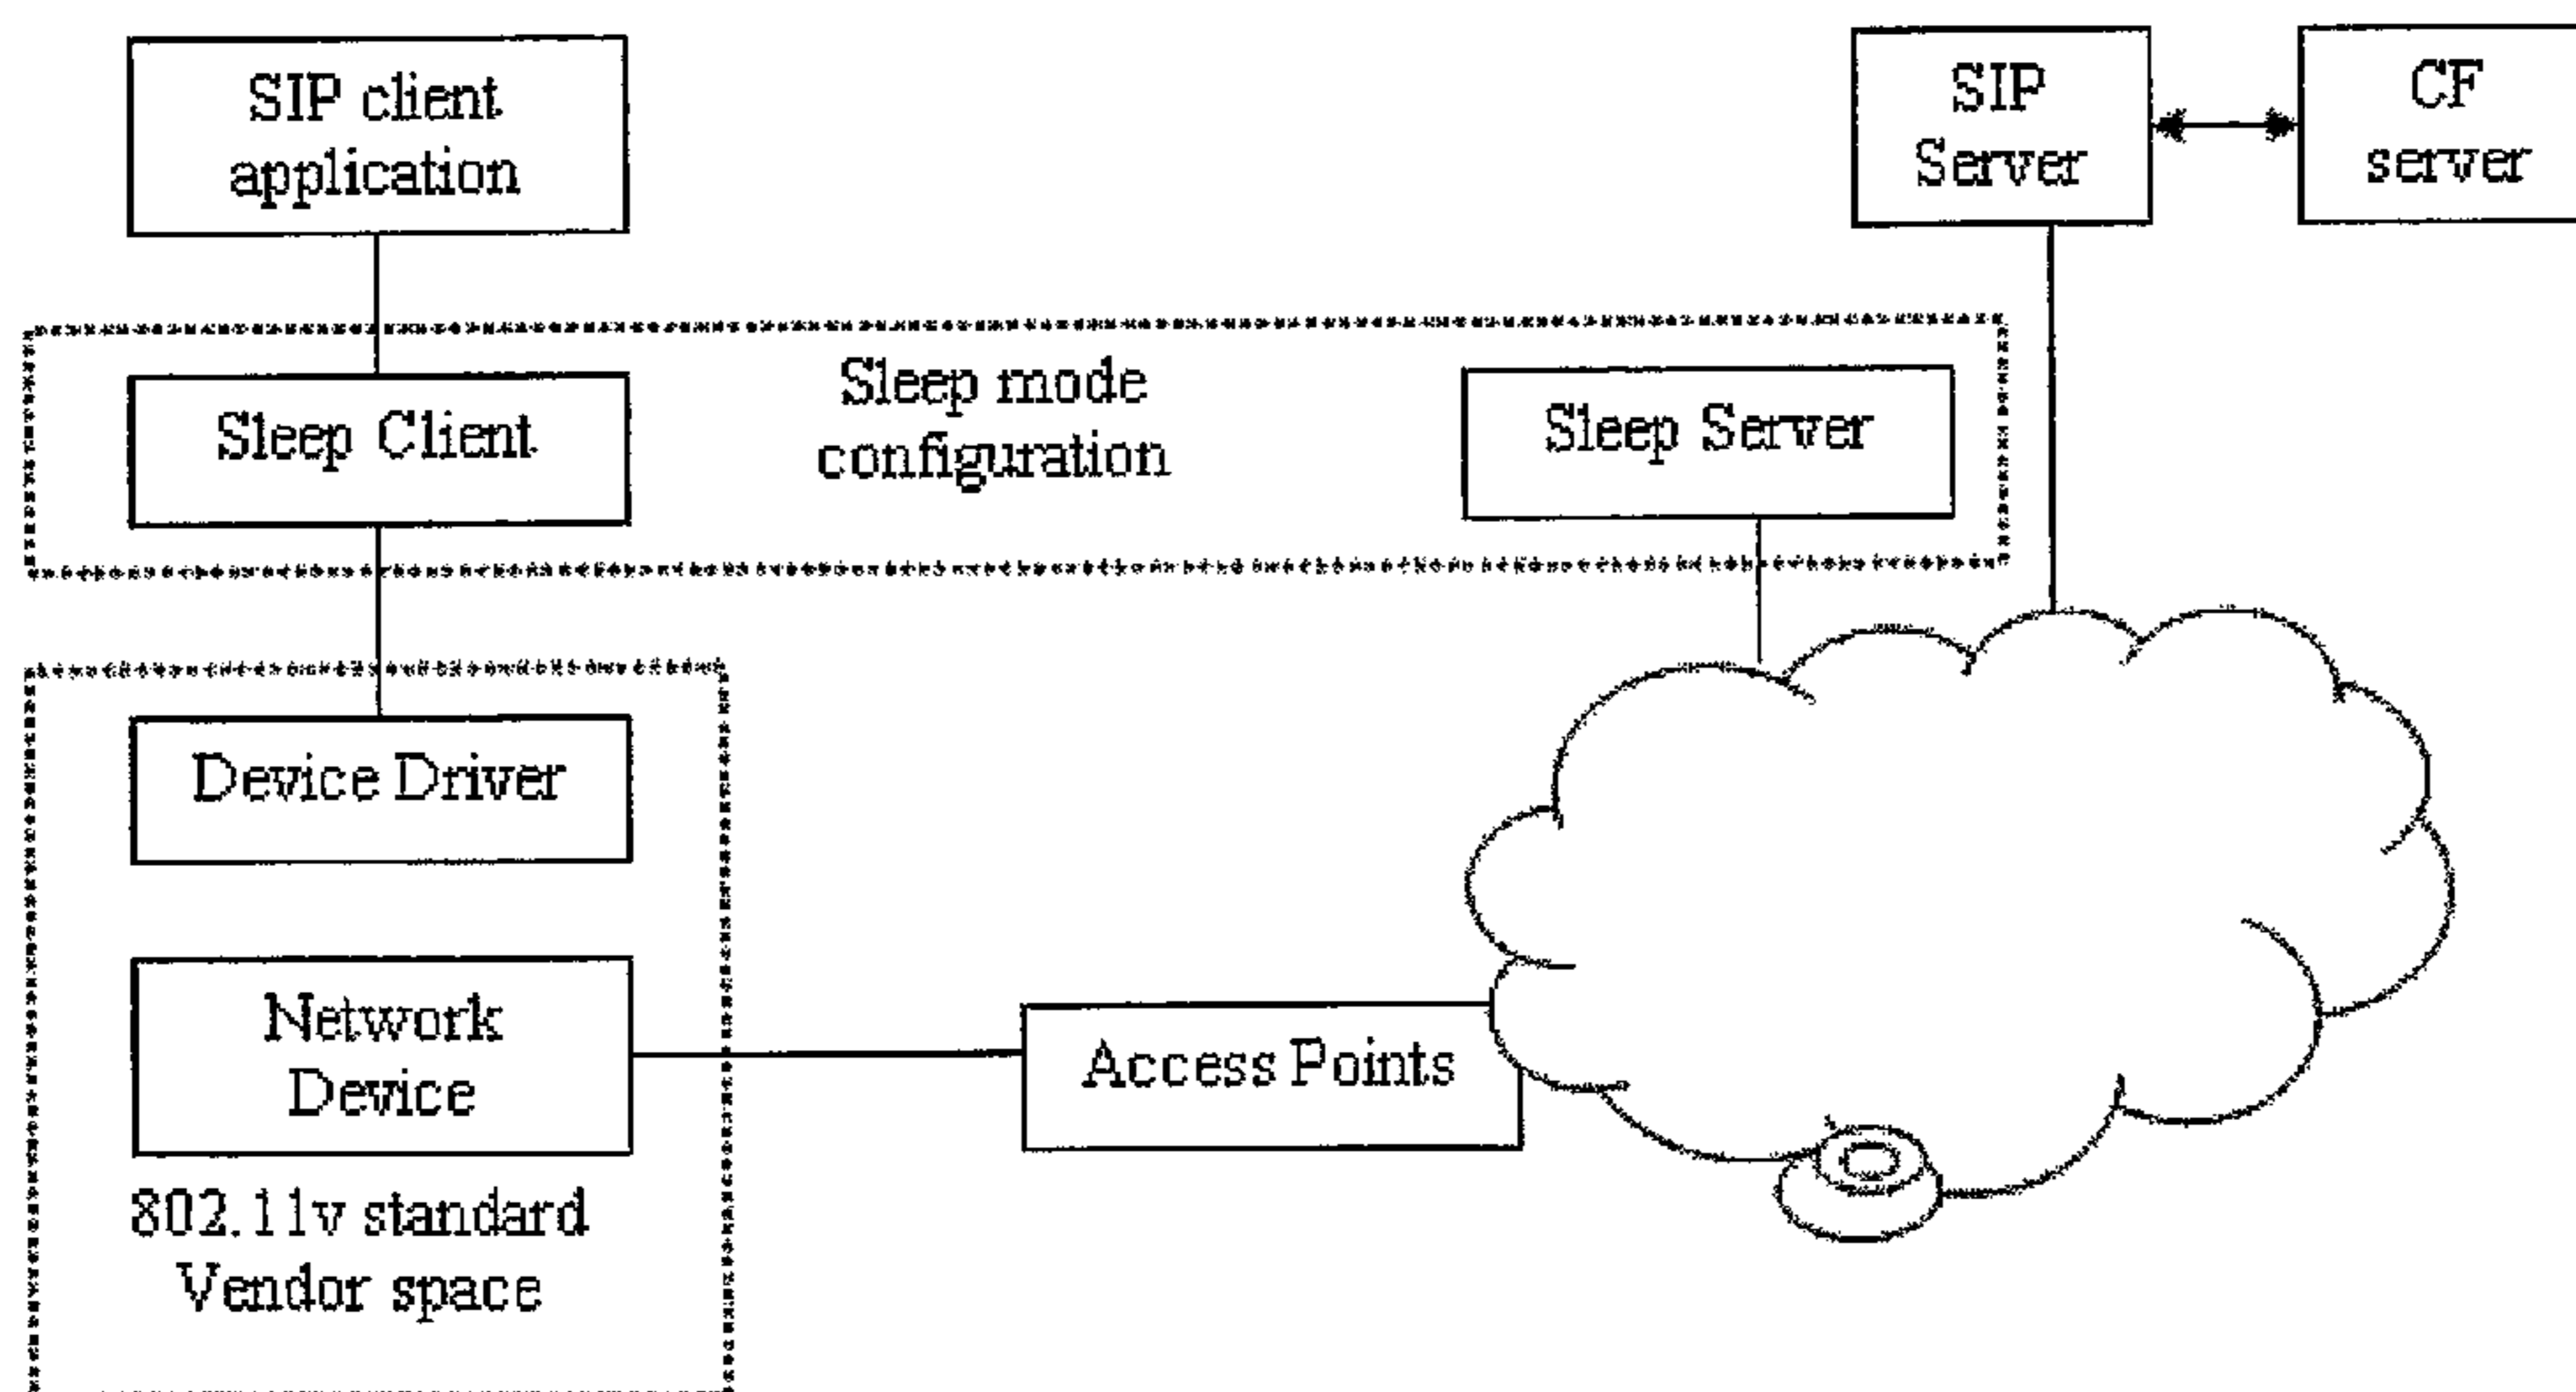 SIP client
application
SIP
Server
CF
server
Sleep Client
Sleep mode
configuration
Sleep Server
Device Driver
Network
Device
802.11v standard
Vendor space
Access Points